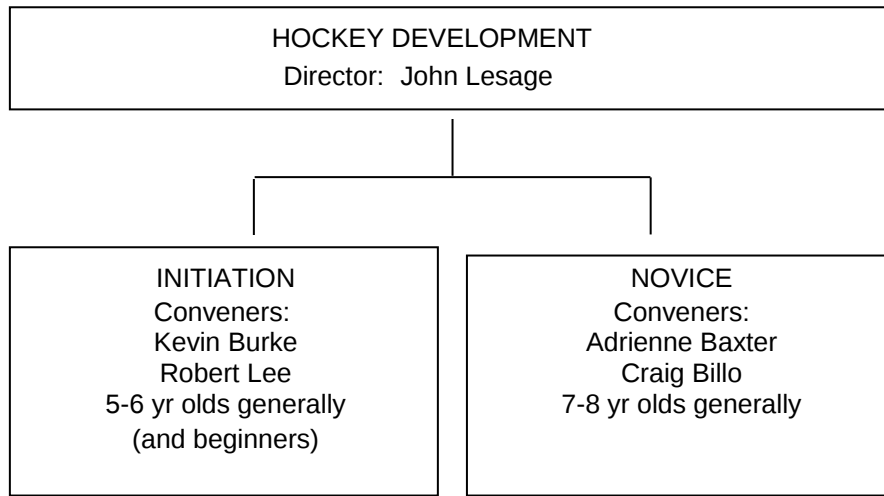 HOCKEY DEVELOPMENT
Director: John Lesage
INITIATION
Conveners:
Kevin Burke
Robert Lee
5-6 yr olds generally
(and beginners)
NOVICE
Conveners:
Adrienne Baxter
Craig Billo
7-8 yr olds generally